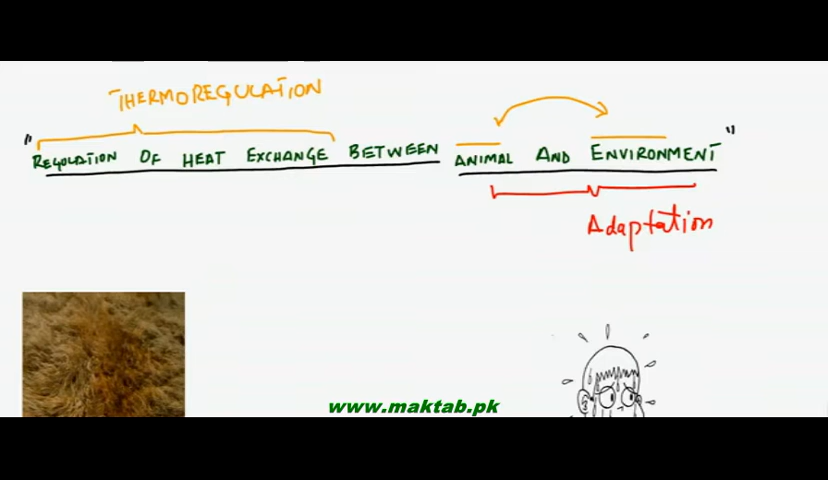 THERMOREGULATION
"REGULATION OF HEAT EXCHANGE BETWEEN ANIMAL AND ENVIRONMENT"
Adaptation
www.maktab.pk